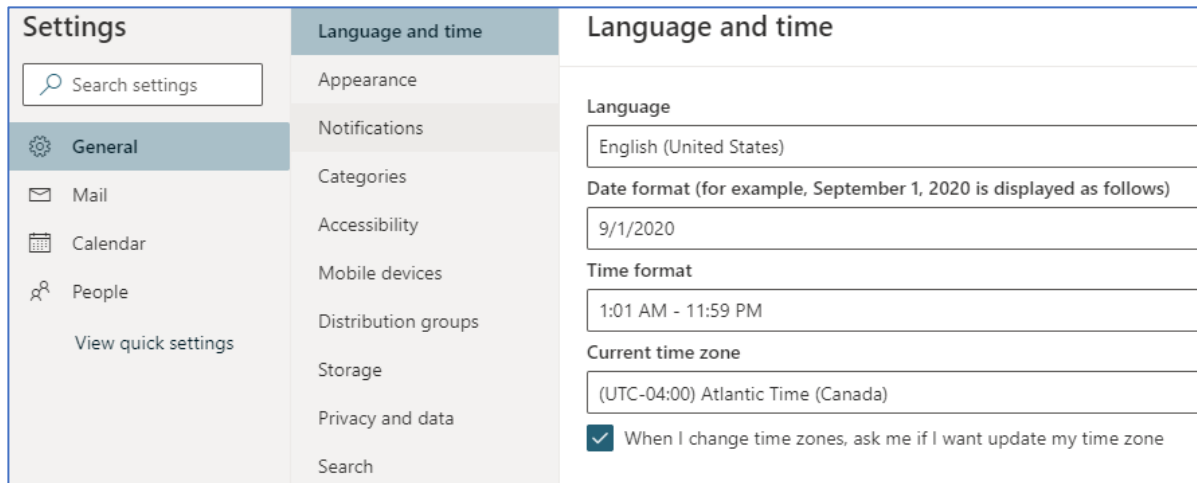 Settings
Search settings
General
Mail
Calendar
People
View quick settings
Language and time
Appearance
Notifications
Categories
Accessibility
Mobile devices
Distribution groups
Storage
Privacy and data
Search
Language and time
Language
English (United States)
Date format (for example, September 1, 2020 is displayed as follows)
9/1/2020
Time format
1:01 AM - 11:59 PM
Current time zone
(UTC-04:00) Atlantic Time (Canada)
When I change time zones, ask me if I want update my time zone